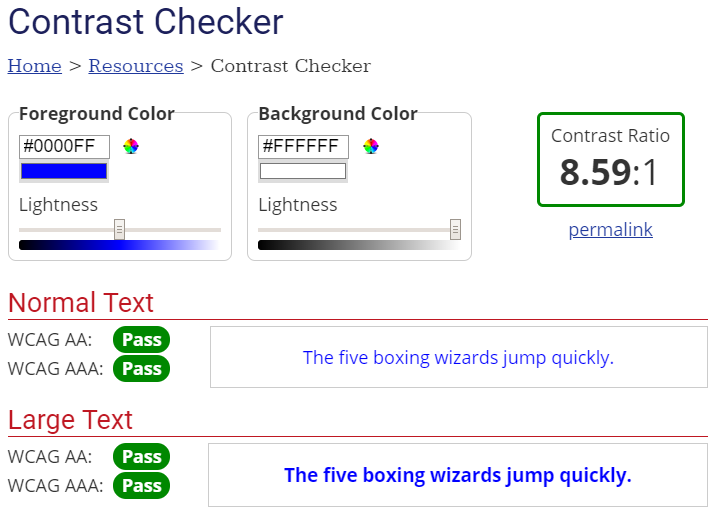 Contrast Checker
Home > Resources > Contrast Checker
Foreground Color
#0000FF
Lightness
Background Color
#FFFFFF
Lightness
Contrast Ratio
8.59:1
permalink
Normal Text
WCAG AA: Pass
WCAG AAA: Pass
The five boxing wizards jump quickly.
Large Text
WCAG AA: Pass
WCAG AAA: Pass
The five boxing wizards jump quickly.